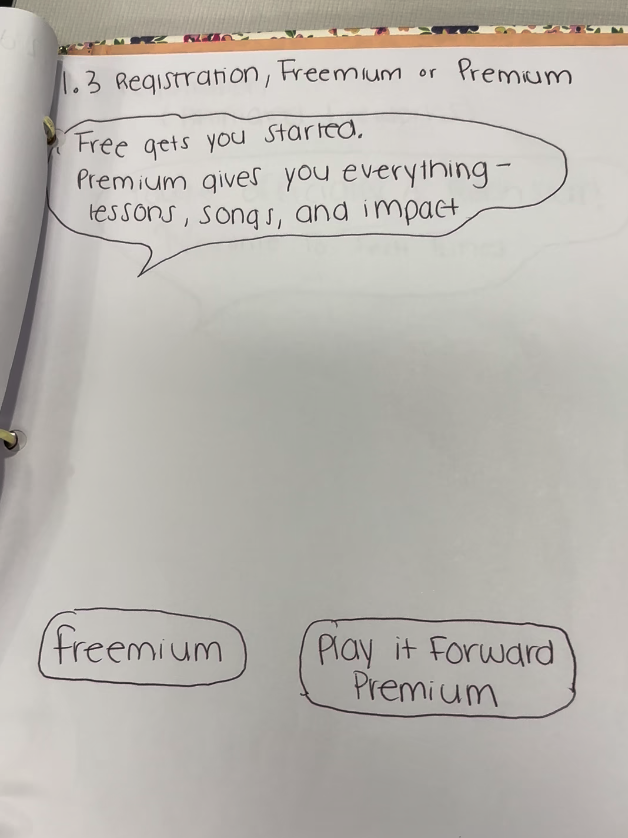 1.3 Registration, Freemium or Premium
Free gets you started.
Premium gives you everything-
lessons, songs, and impact
freemium
Play it Forward
Premium